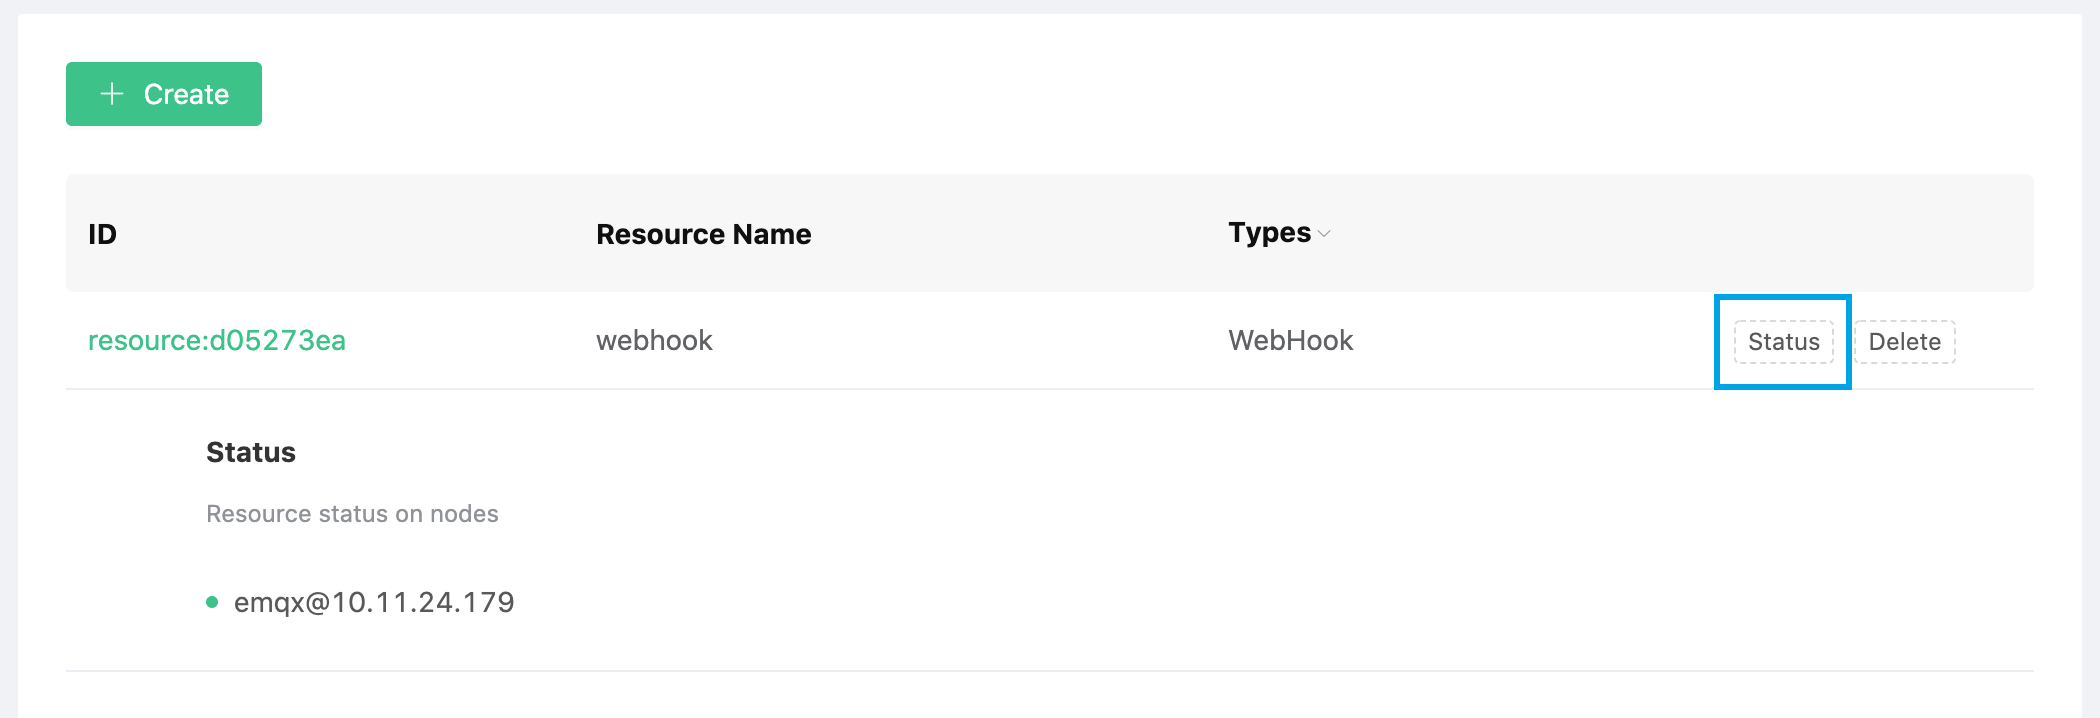 Create
ID Resource Name Types
resource:d05273ea webhook WebHook Status Delete
Status
Resource status on nodes
emqx@10.11.24.179